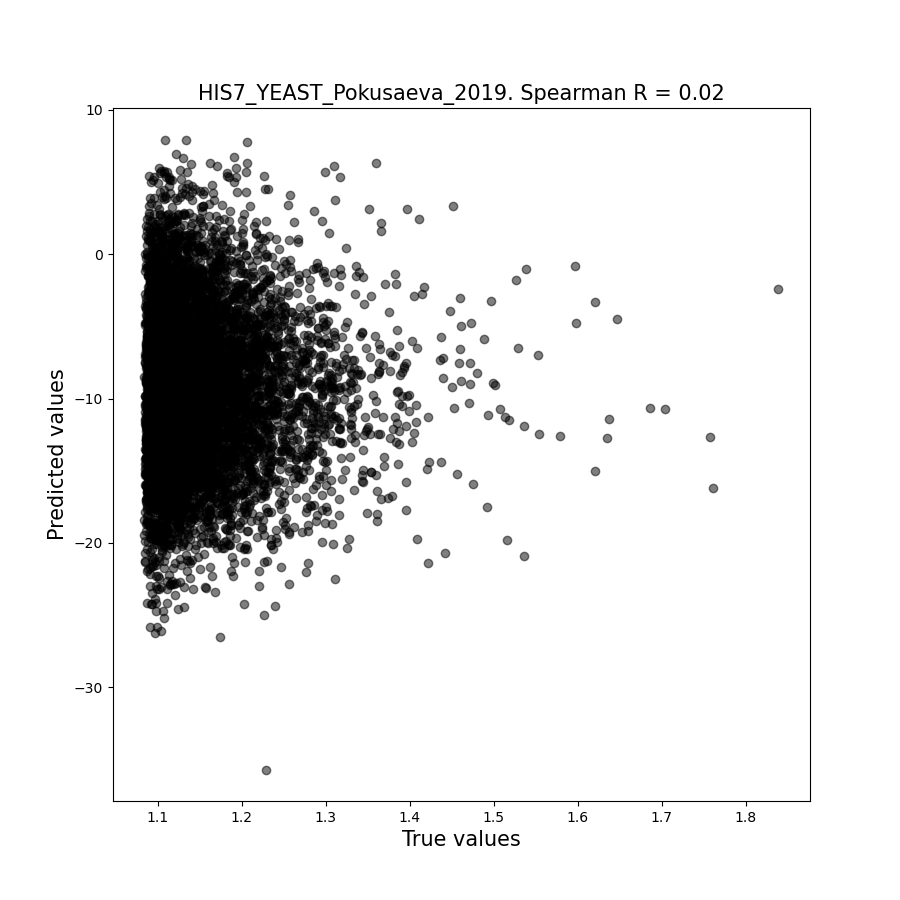 HIS7_YEAST_Pokusaeva_2019. Spearman R = 0.02
10
0
−10
−20
−30
Predicted values
1.1 1.2 1.3 1.4 1.5 1.6 1.7 1.8
True values